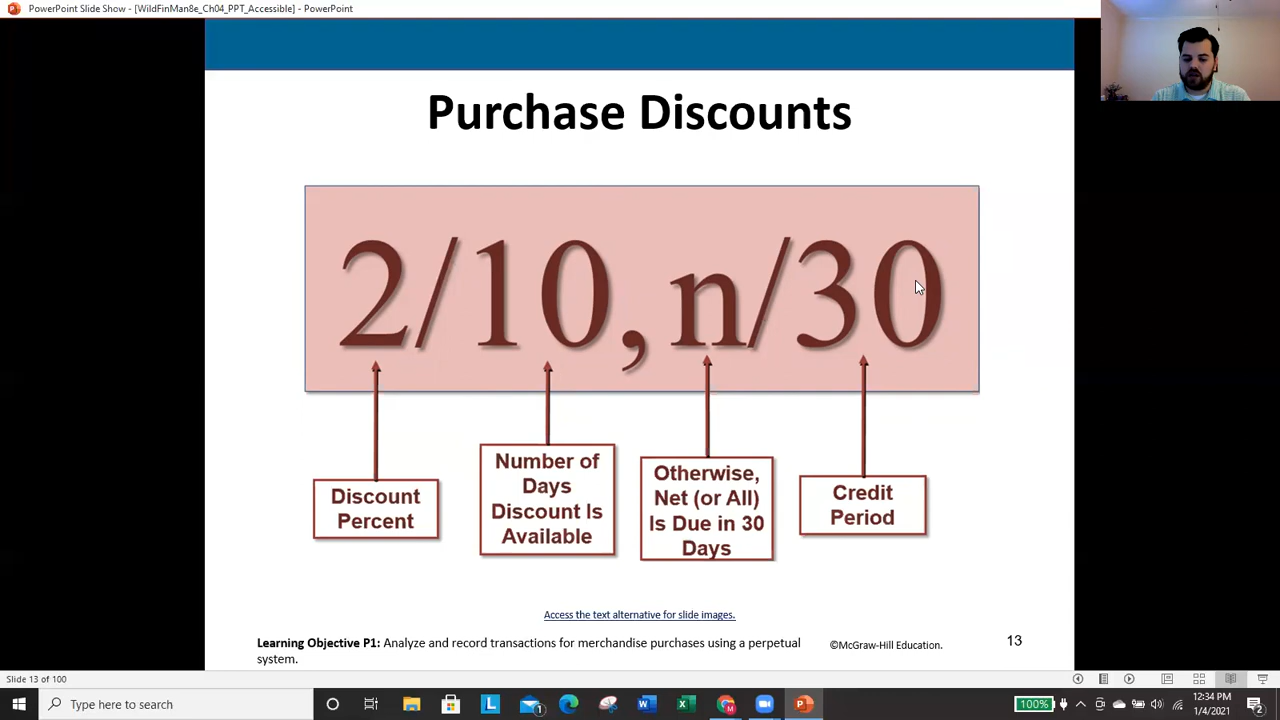 PowerPoint Slide Show - [WildFinMan8e_Ch04_PPT_Accessible] - PowerPoint
Purchase Discounts
2/10, n/30
Discount
Percent
Number of
Days
Discount Is
Available
Otherwise,
Net (or All)
Is Due in 30
Days
Credit
Period
Access the text alternative for slide images.
Learning Objective P1: Analyze and record transactions for merchandise purchases using a perpetual
system.
©McGraw-Hill Education.
13
Slide 13 of 100
Type here to search
100%
12:34 PM
1/4/2021